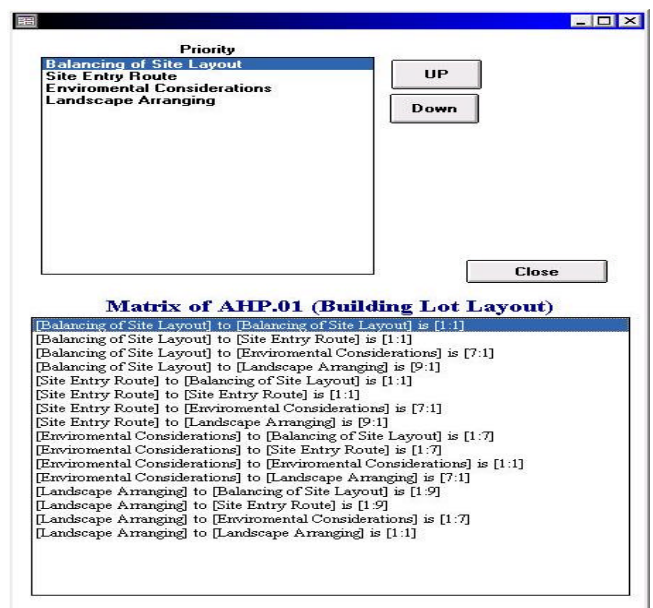 Priority
Balancing of Site Layout
Site Entry Route
Enviromental Considerations
Landscape Arranging
UP
Down
Close
Matrix of AHP.01 (Building Lot Layout)
[Balancing of Site Layout] to [Balancing of Site Layout] is [1:1]
[Balancing of Site Layout] to [Site Entry Route] is [1:1]
[Balancing of Site Layout] to [Enviromental Considerations] is [7:1]
[Balancing of Site Layout] to [Landscape Arranging] is [9:1]
[Site Entry Route] to [Balancing of Site Layout] is [1:1]
[Site Entry Route] to [Site Entry Route] is [1:1]
[Site Entry Route] to [Enviromental Considerations] is [7:1]
[Site Entry Route] to [Landscape Arranging] is [9:1]
[Enviromental Considerations] to [Balancing of Site Layout] is [1:7]
[Enviromental Considerations] to [Site Entry Route] is [1:7]
[Enviromental Considerations] to [Enviromental Considerations] is [1:1]
[Enviromental Considerations] to [Landscape Arranging] is [7:1]
[Landscape Arranging] to [Balancing of Site Layout] is [1:9]
[Landscape Arranging] to [Site Entry Route] is [1:9]
[Landscape Arranging] to [Enviromental Considerations] is [1:7]
[Landscape Arranging] to [Landscape Arranging] is [1:1]